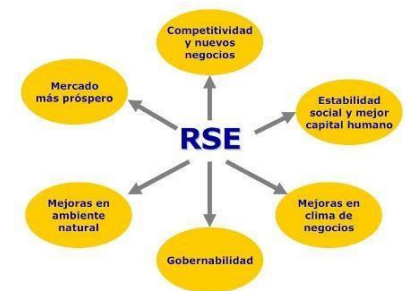 Competitividad
y nuevos
negocios
Mercado
más próspero
Estabilidad
social y mejor
capital humano
RSE
Mejoras en
ambiente
natural
Mejoras en
clima de
negocios
Gobernabilidad